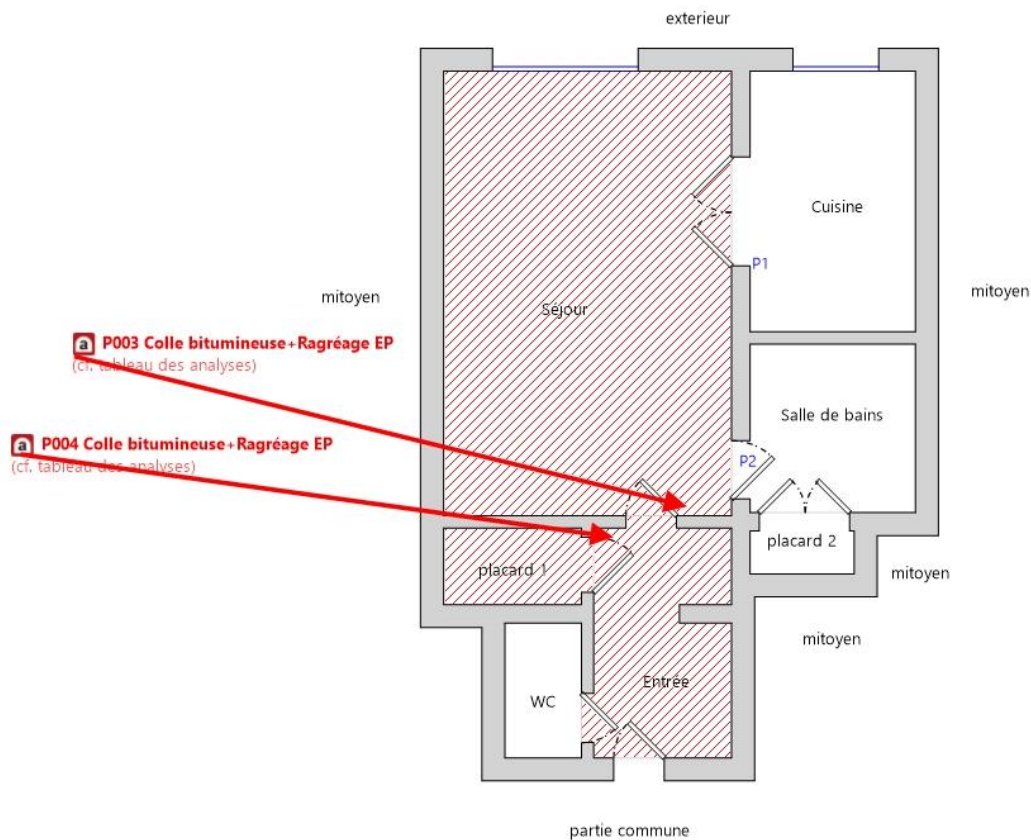 exterieur
Cuisine
P1
mitoyen
mitoyen
Séjour
a P003 Colle bitumineuse+Ragréage EP
(cf. tableau des analyses)
Salle de bains
a P004 Colle bitumineuse+Ragréage EP
(cf. tableau des analyses)
P2
placard 2
placard 1
mitoyen
mitoyen
Entrée
WC
partie commune